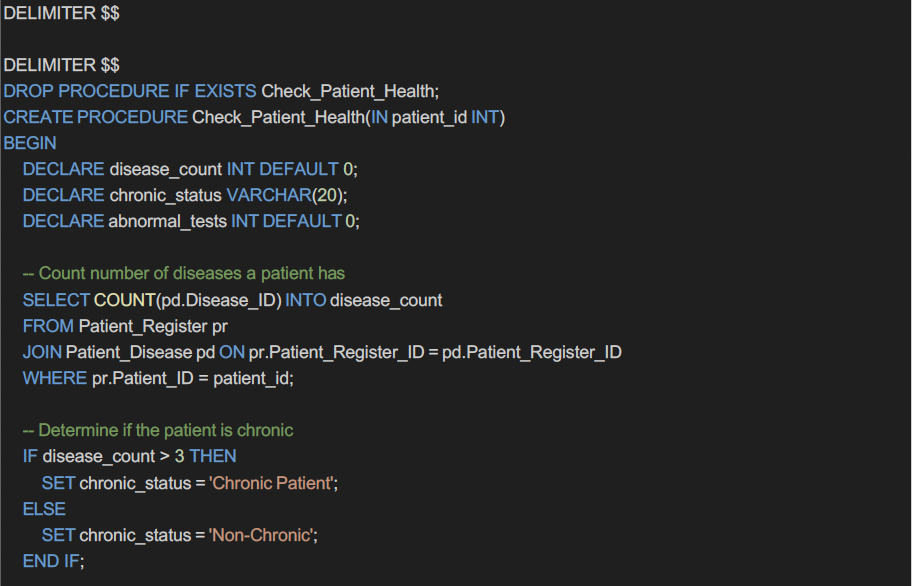 DELIMITER $$
DELIMITER $$
DROP PROCEDURE IF EXISTS Check_Patient_Health;
CREATE PROCEDURE Check_Patient_Health(IN patient_id INT)
BEGIN
DECLARE disease_count INT DEFAULT 0;
DECLARE chronic_status VARCHAR(20);
DECLARE abnormal_tests INT DEFAULT 0;
-- Count number of diseases a patient has
SELECT COUNT(pd.Disease_ID) INTO disease_count
FROM Patient_Register pr
JOIN Patient_Disease pd ON pr.Patient_Register_ID = pd.Patient_Register_ID
WHERE pr.Patient_ID = patient_id;
-- Determine if the patient is chronic
IF disease_count > 3 THEN
SET chronic_status = 'Chronic Patient';
ELSE
SET chronic_status = 'Non-Chronic';
END IF;